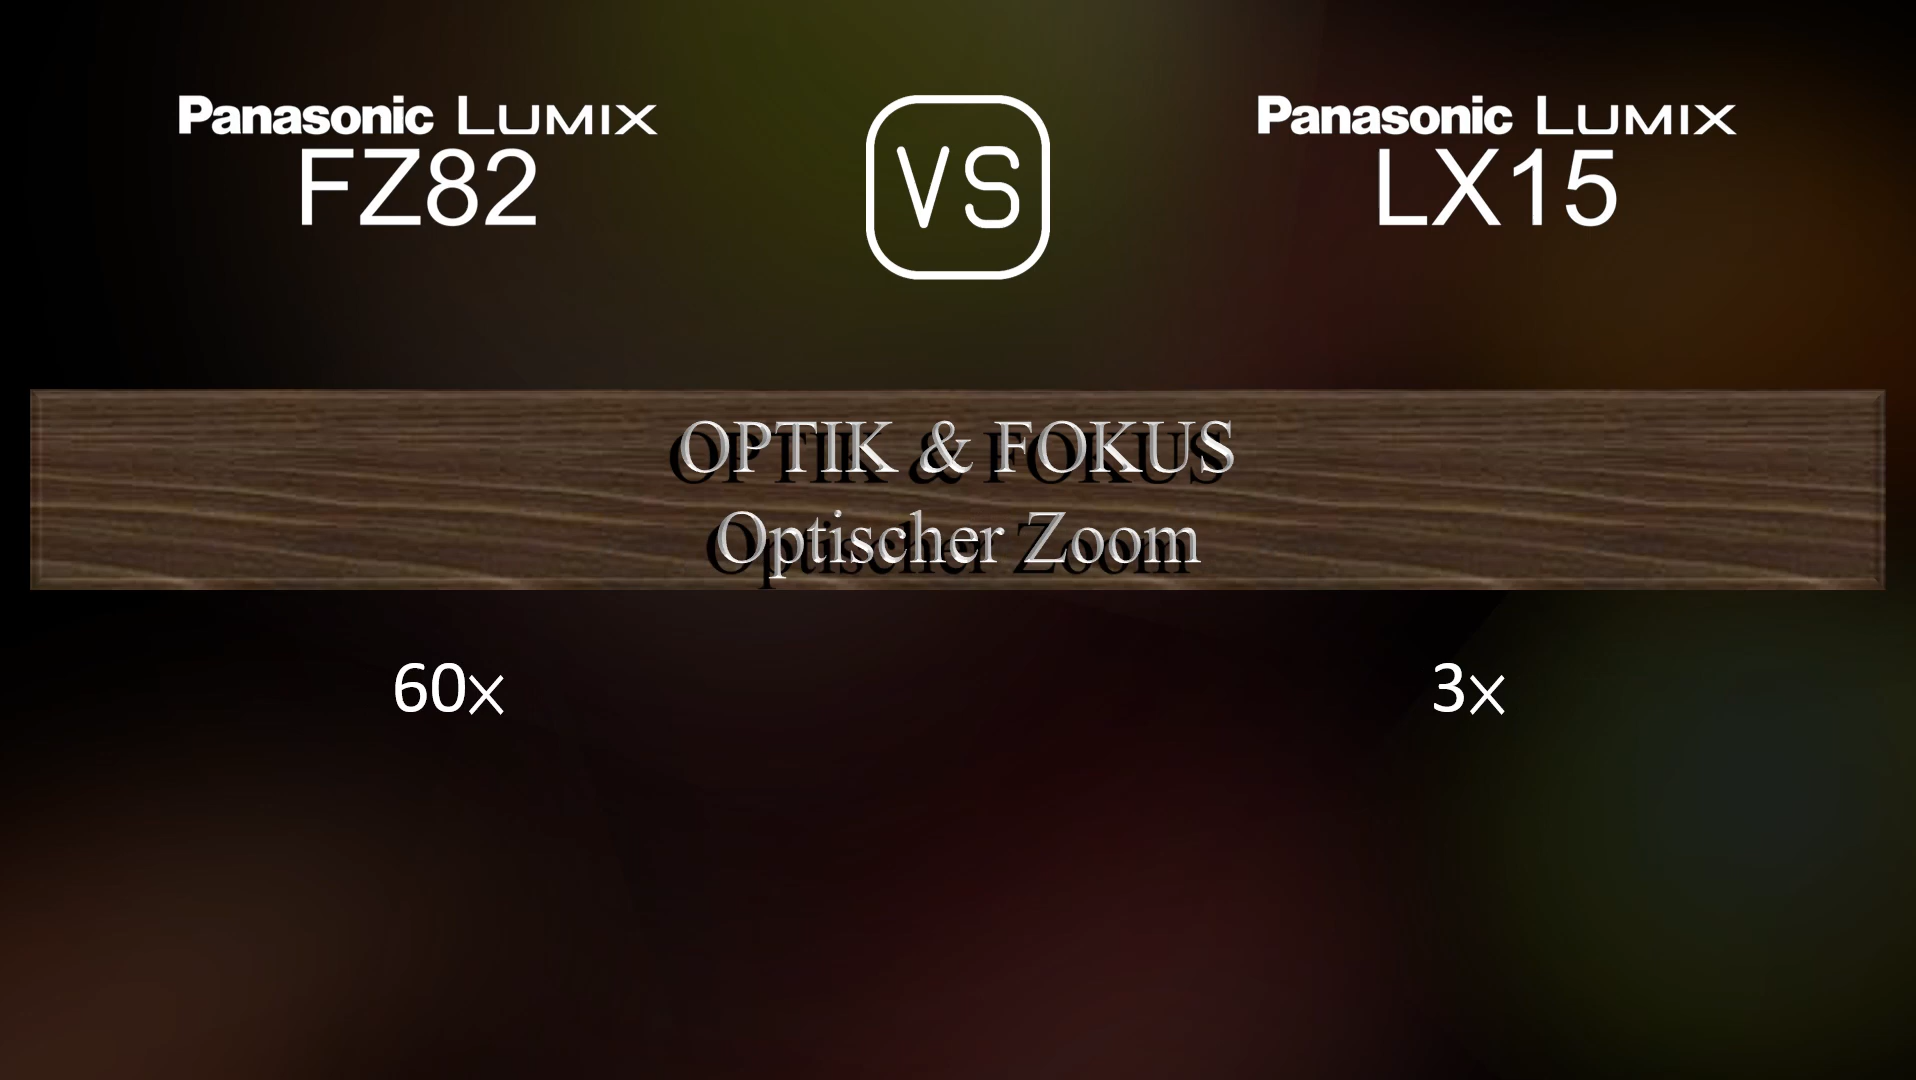 Panasonic LUMIX
FZ82
VS
Panasonic LUMIX
LX15
OPTIK & FOKUS
Optischer Zoom
60x
3x